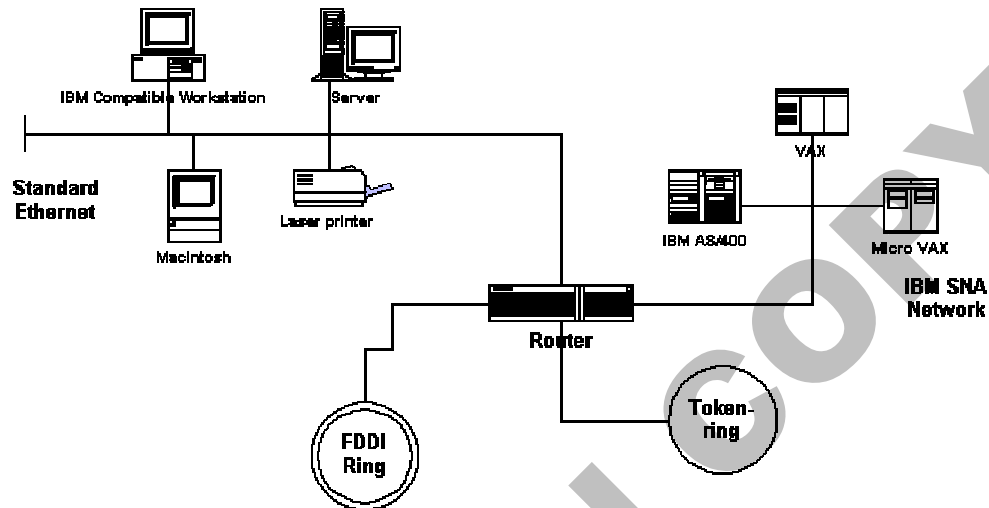 IBM Compatible Workstation
Server
VAX
Standard
Ethernet
Macintosh
Laser printer
IBM AS/400
Micro VAX
IBM SNA
Network
Router
FDDI
Ring
Token-
ring
COPY